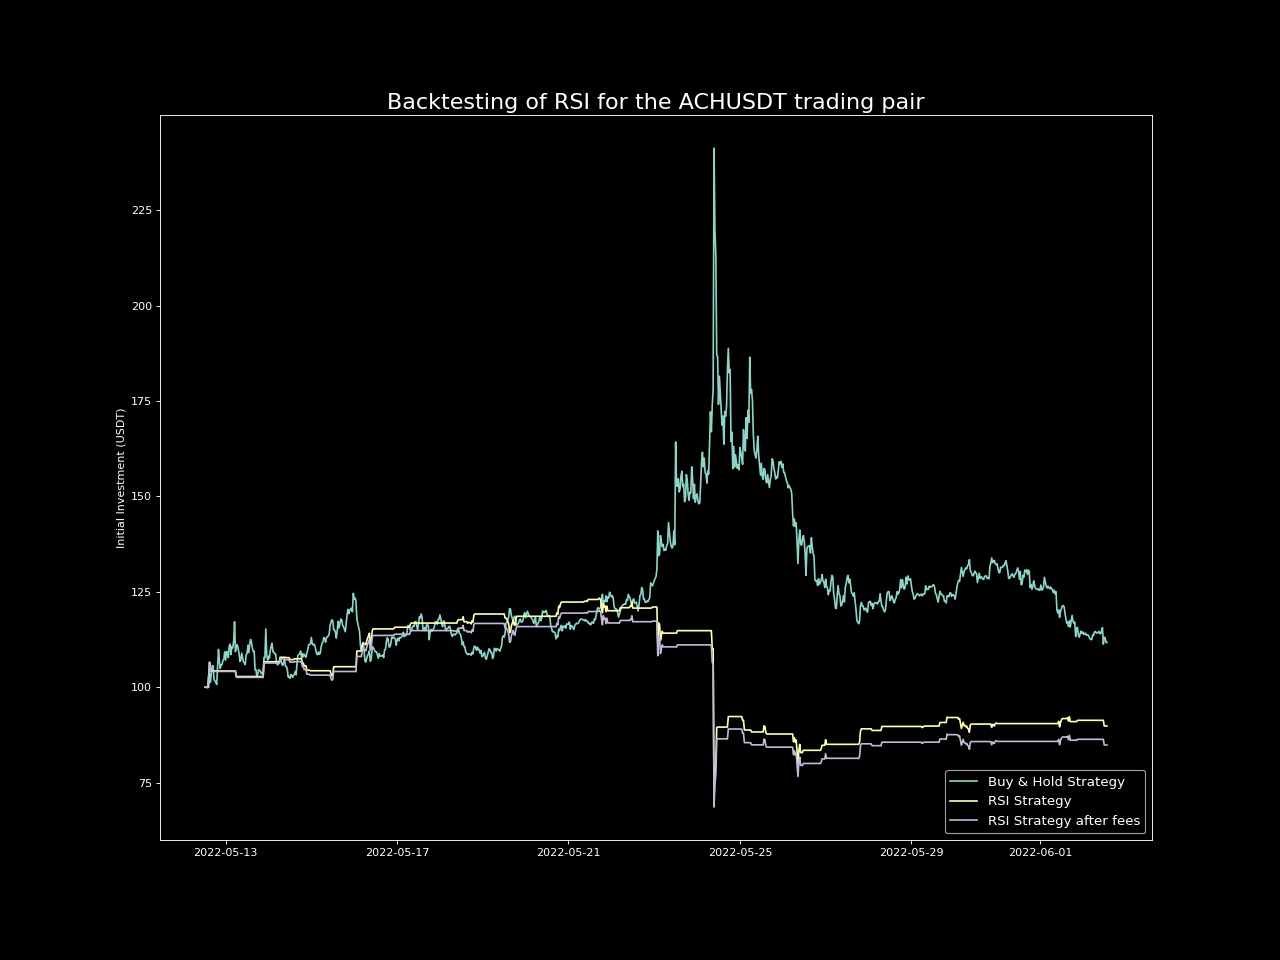 Backtesting of RSI for the ACHUSDT trading pair
Initial Investment (USDT)
225
200
175
150
125
100
75
2022-05-13
2022-05-17
2022-05-21
2022-05-25
2022-05-29
2022-06-01
Buy & Hold Strategy
RSI Strategy
RSI Strategy after fees